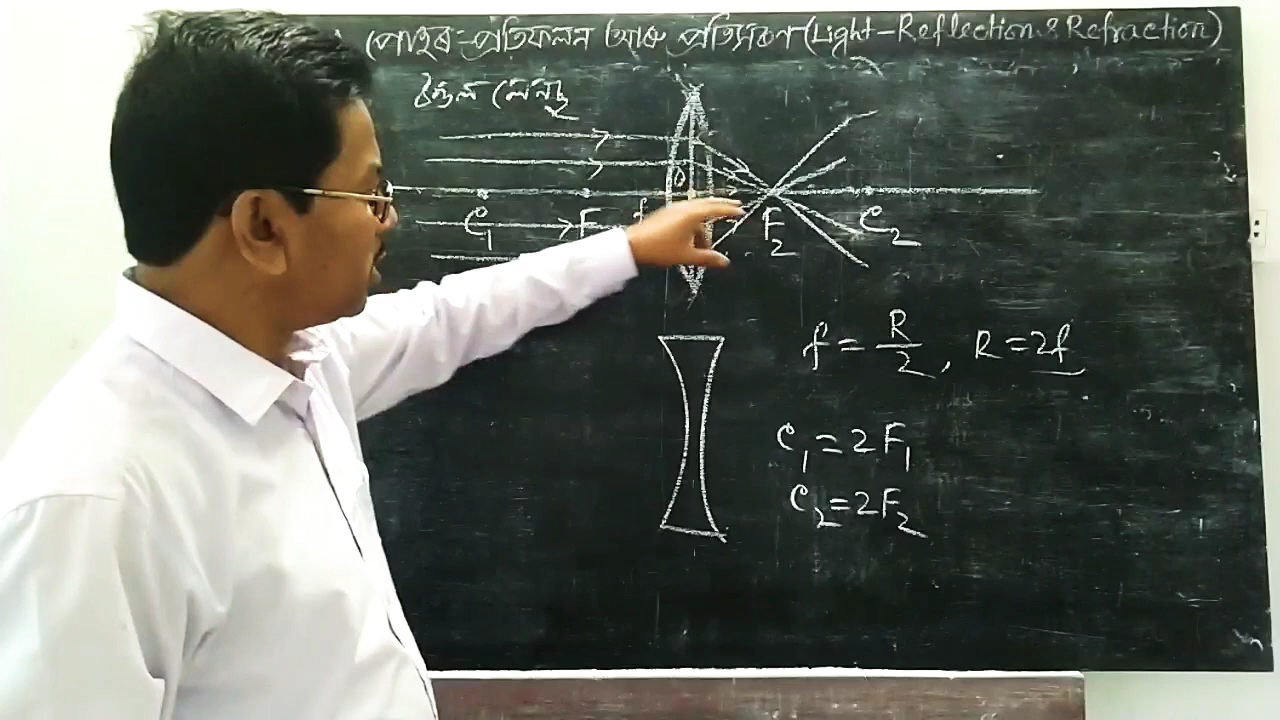 পোহৰ :- প্ৰতিফলন আৰু প্ৰতিসৰণ (Light-Reflection & Refraction)
উত্তল লেন্স
O
C₁ F F₂ C₂
f = R/2, R = 2f
C₁ = 2F₁
C₂ = 2F₂